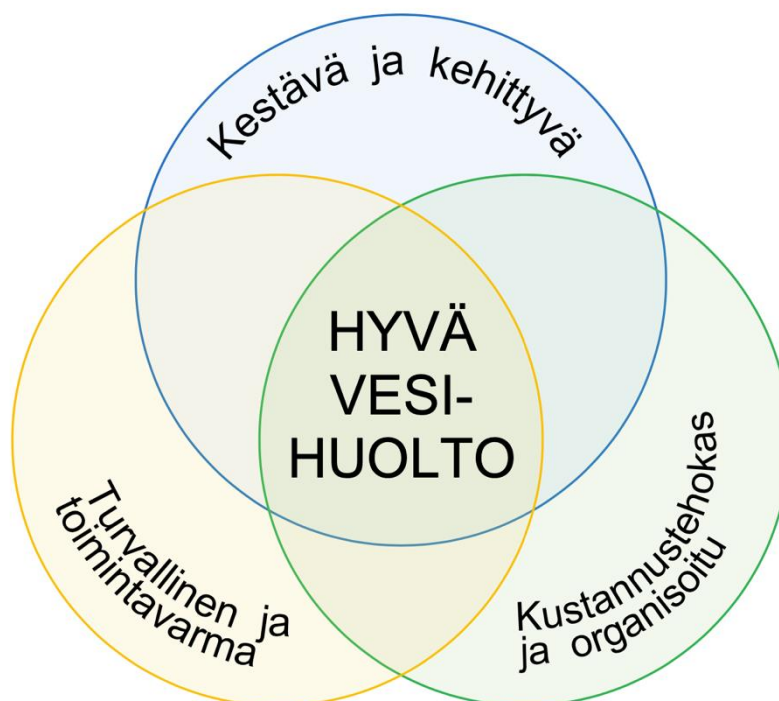 Kestävä ja kehittyvä
HYVÄ
VESI-
HUOLTO
Turvallinen ja
toimintavarma
Kustannustehokas
ja organisoitu